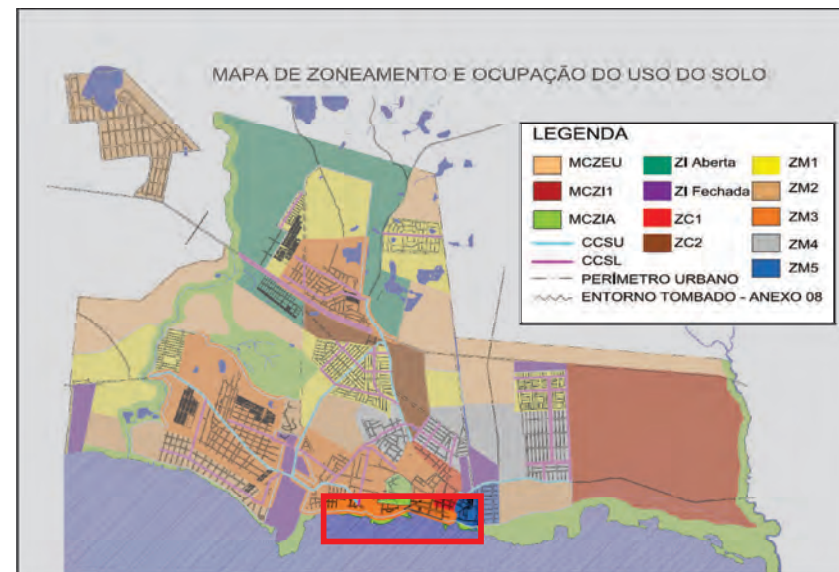 MAPA DE ZONEAMENTO E OCUPAÇÃO DO USO DO SOLO
LEGENDA
MCZEU
MCZI1
MCZIA
CCSU
CCSL
PERÍMETRO URBANO
ENTORNO TOMBADO - ANEXO 08
ZI Aberta
ZI Fechada
ZC1
ZC2
ZM1
ZM2
ZM3
ZM4
ZM5